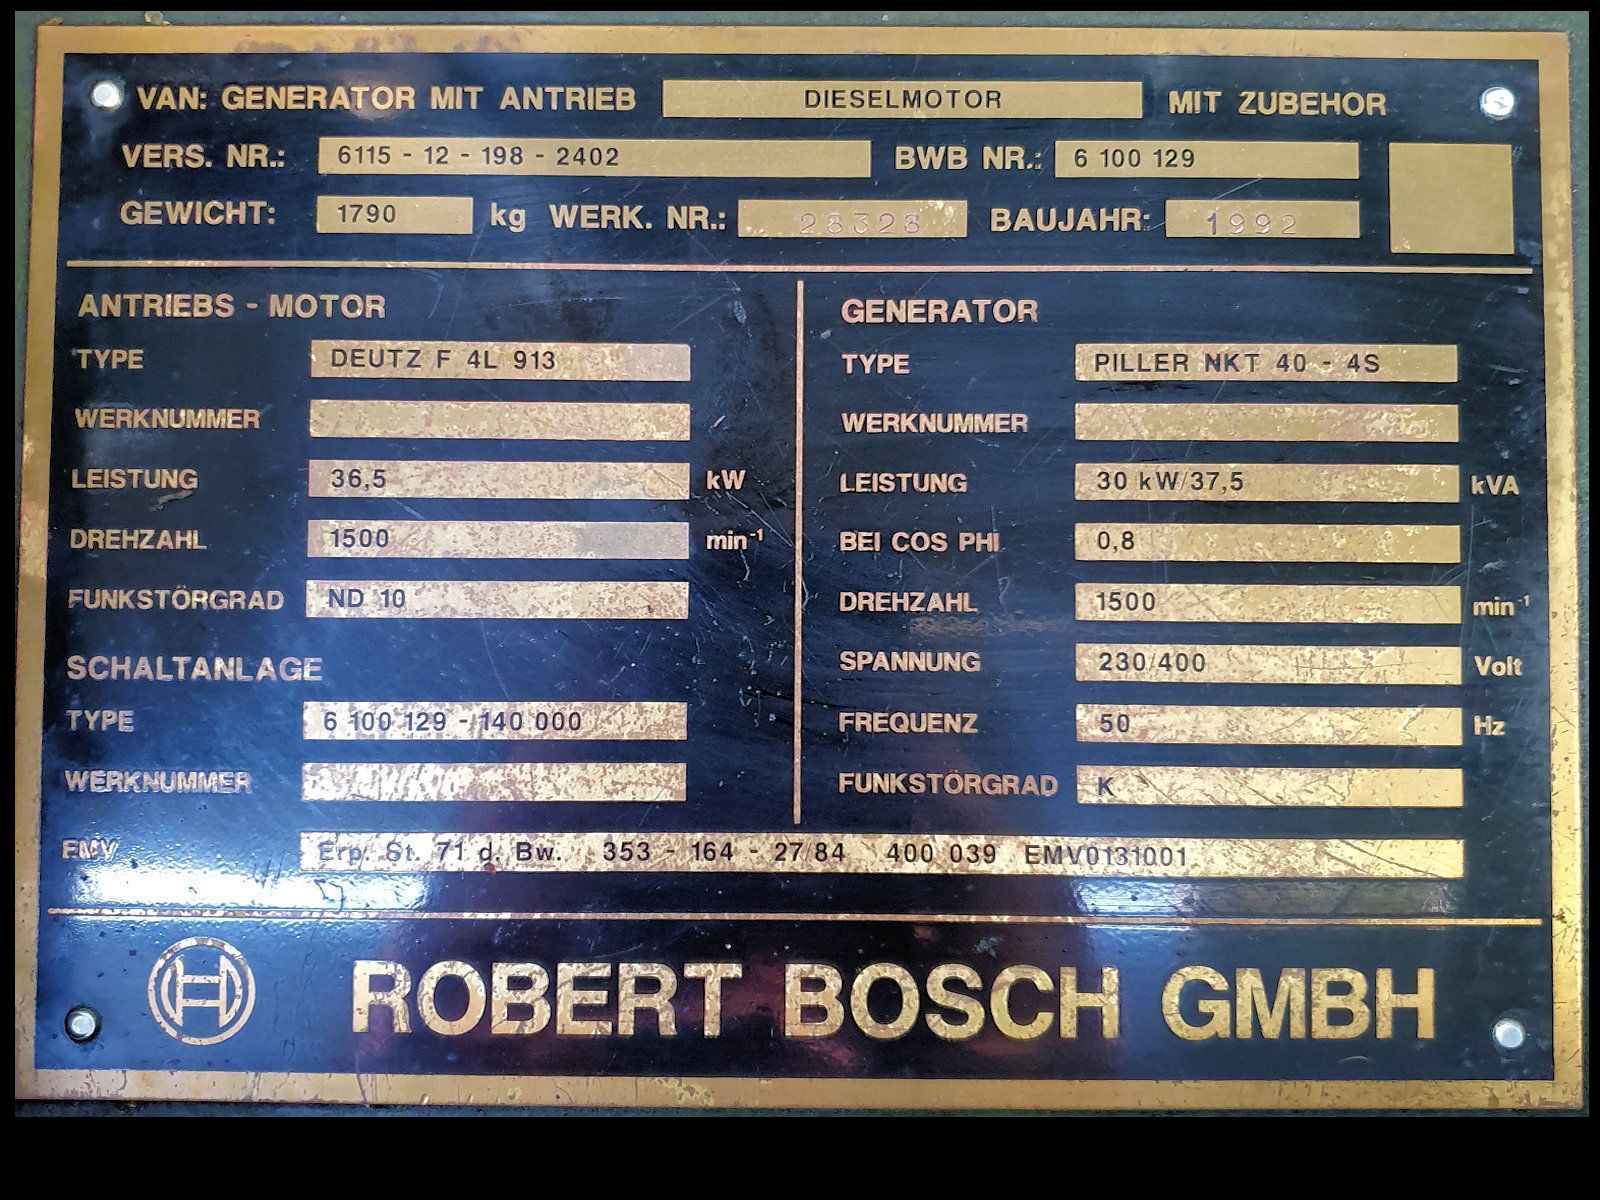 VAN: GENERATOR MIT ANTRIEB DIESELMOTOR MIT ZUBEHOR
VERS. NR.: 6115 - 12 - 198 - 2402 BWB NR.: 6 100 129
GEWICHT: 1790 kg WERK. NR.: 28328 BAUJAHR: 1992
ANTRIEBS - MOTOR
TYPE DEUTZ F 4L 913
WERKNUMMER
LEISTUNG 36,5 kW
DREHZAHL 1500 min⁻¹
FUNKSTÖRGRAD ND 10
SCHALTANLAGE
TYPE 6 100 129 - 140 000
WERKNUMMER
GENERATOR
TYPE PILLER NKT 40 - 4S
WERKNUMMER
LEISTUNG 30 kW/37,5 kVA
BEI COS PHI 0,8
DREHZAHL 1500 min⁻¹
SPANNUNG 230/400 Volt
FREQUENZ 50 Hz
FUNKSTÖRGRAD K
EMV Erp. St. 71 d. Bw. 353 - 164 - 27/84 400 039 EMV0131001
ROBERT BOSCH GMBH